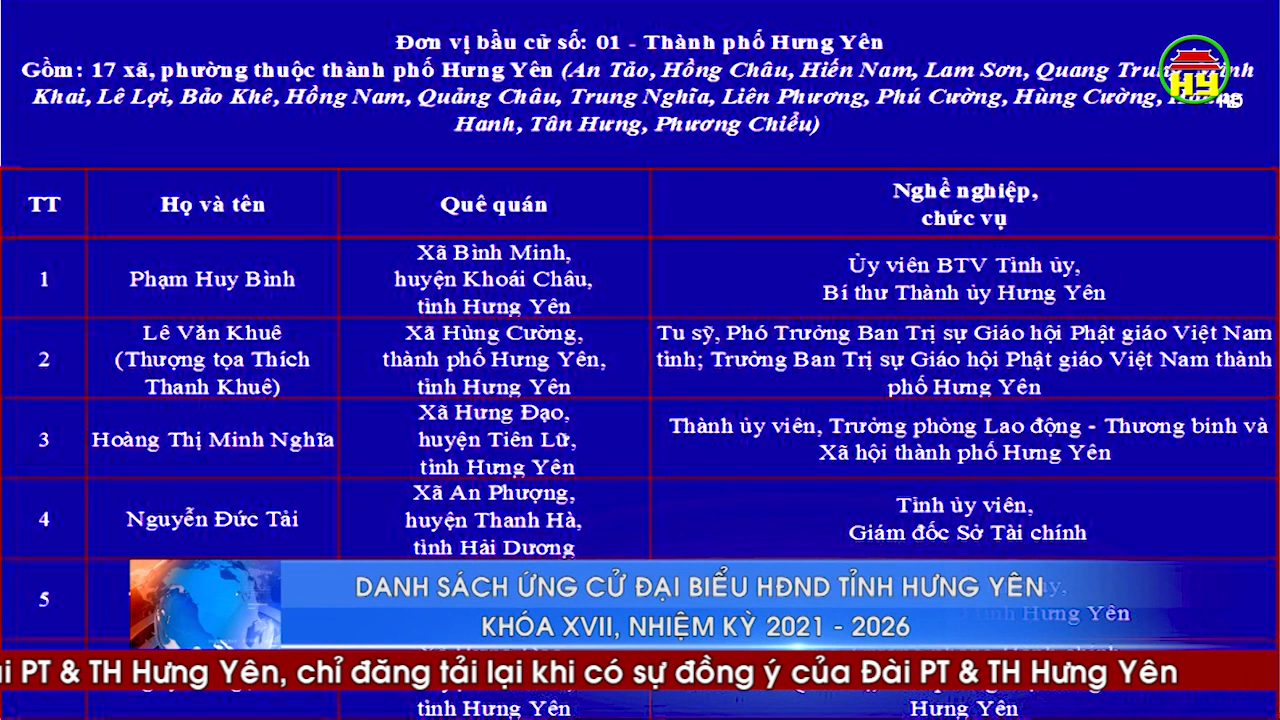 Đơn vị bầu cử số: 01 - Thành phố Hưng Yên
Gồm: 17 xã, phường thuộc thành phố Hưng Yên (An Tảo, Hồng Châu, Hiến Nam, Lam Sơn, Quang
Khai, Lê Lợi, Bảo Khê, Hồng Nam, Quảng Châu, Trung Nghĩa, Liên Phương, Phú Cường, Hùng Cường,
Hanh, Tân Hưng, Phương Chiểu)
HY
HD
TT
Họ và tên
Quê quán
Nghề nghiệp,
chức vụ
1
Phạm Huy Bình
Xã Bình Minh,
huyện Khoái Châu,
tỉnh Hưng Yên
Ủy viên BTV Tỉnh ủy,
Bí thư Thành ủy Hưng Yên
2
Lê Văn Khuê
(Thượng tọa Thích
Thanh Khuê)
Xã Hùng Cường,
thành phố Hưng Yên,
tỉnh Hưng Yên
Tu sỹ, Phó Trưởng Ban Trị sự Giáo hội Phật giáo Việt Nam
tỉnh; Trưởng Ban Trị sự Giáo hội Phật giáo Việt Nam thành
phố Hưng Yên
3
Hoàng Thị Minh Nghĩa
Xã Hưng Đạo,
huyện Tiên Lữ,
tỉnh Hưng Yên
Thành ủy viên, Trưởng phòng Lao động - Thương binh và
Xã hội thành phố Hưng Yên
4
Nguyễn Đức Tải
Xã An Phượng,
huyện Thanh Hà,
tỉnh Hải Dương
Tỉnh ủy viên,
Giám đốc Sở Tài chính
5
tỉnh Hưng Yên
DANH SÁCH ỨNG CỬ ĐẠI BIỂU HĐND TỈNH HƯNG YÊN
KHÓA XVII, NHIỆM KỲ 2021 - 2026
PT & TH Hưng Yên, chỉ đăng tải lại khi có sự đồng ý của Đài PT & TH Hưng Yên
tỉnh Hưng Yên
Hưng Yên